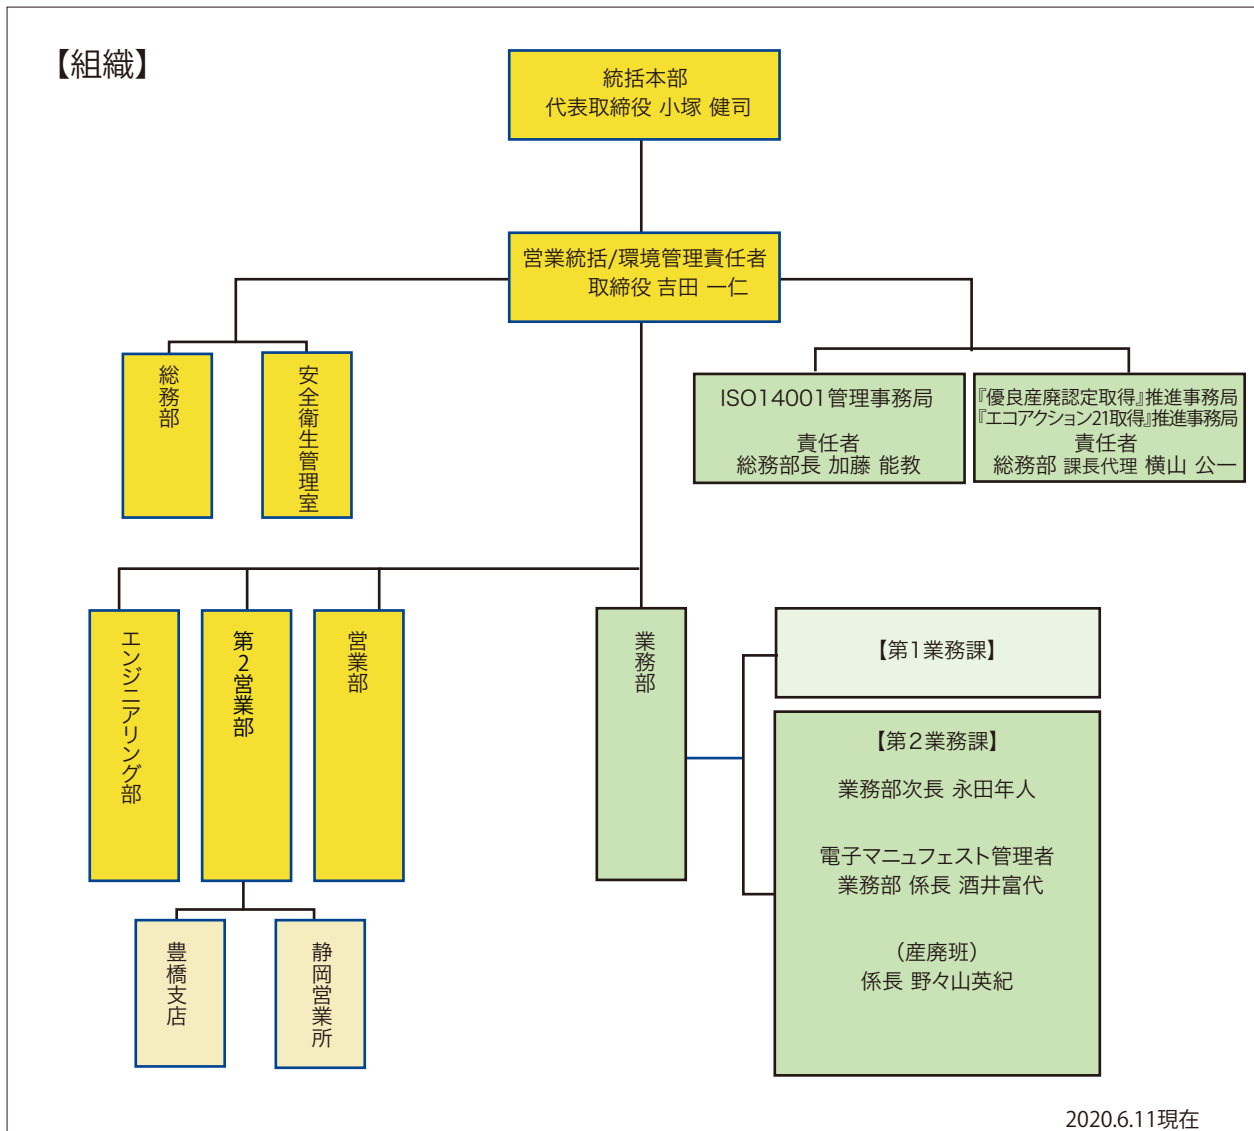 【組織】
統括本部
代表取締役 小塚 健司
営業統括/環境管理責任者
取締役 吉田 一仁
総務部
安全衛生管理室
ISO14001管理事務局
責任者
総務部長 加藤 能教
『優良産廃認定取得』推進事務局
『エコアクション21取得』推進事務局
責任者
総務部 課長代理 横山 公一
エンジニアリング部
第2営業部
営業部
業務部
【第1業務課】
【第2業務課】
業務部次長 永田年人
電子マニュフェスト管理者
業務部 係長 酒井富代
(産廃班)
係長 野々山英紀
豊橋支店
静岡営業所
2020.6.11現在